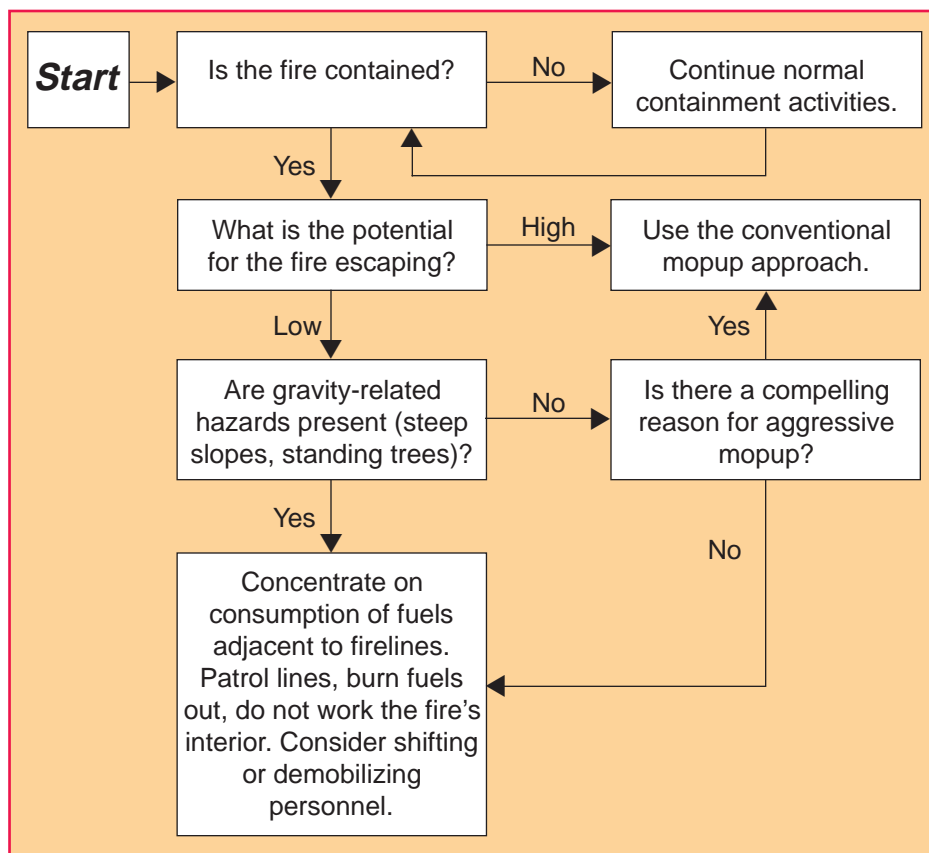 Start
Is the fire contained?
No
Continue normal
containment activities.
Yes
What is the potential
for the fire escaping?
High
Use the conventional
mopup approach.
Low
Yes
Are gravity-related
hazards present (steep
slopes, standing trees)?
No
Is there a compelling
reason for aggressive
mopup?
Yes
No
Concentrate on
consumption of fuels
adjacent to firelines.
Patrol lines, burn fuels
out, do not work the fire's
interior. Consider shifting
or demobilizing
personnel.